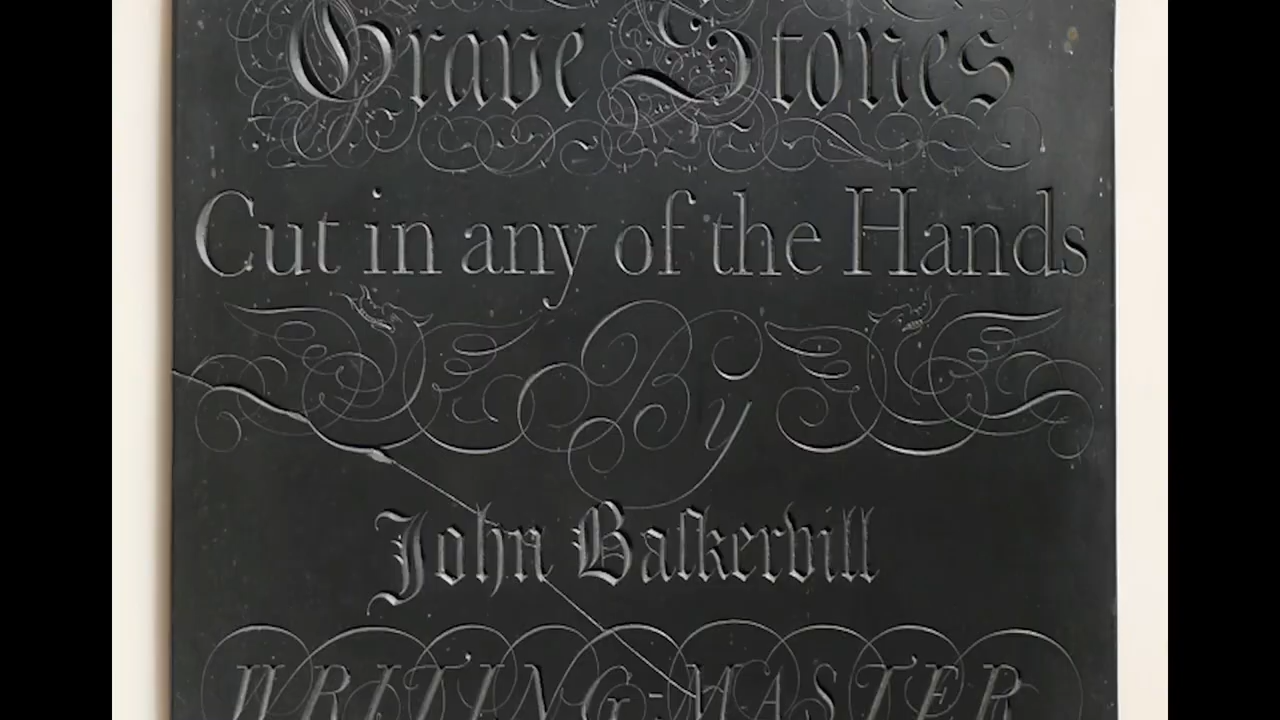 Grave Stones
Cut in any of the Hands
By
John Baſkervill
WRITING-MASTER